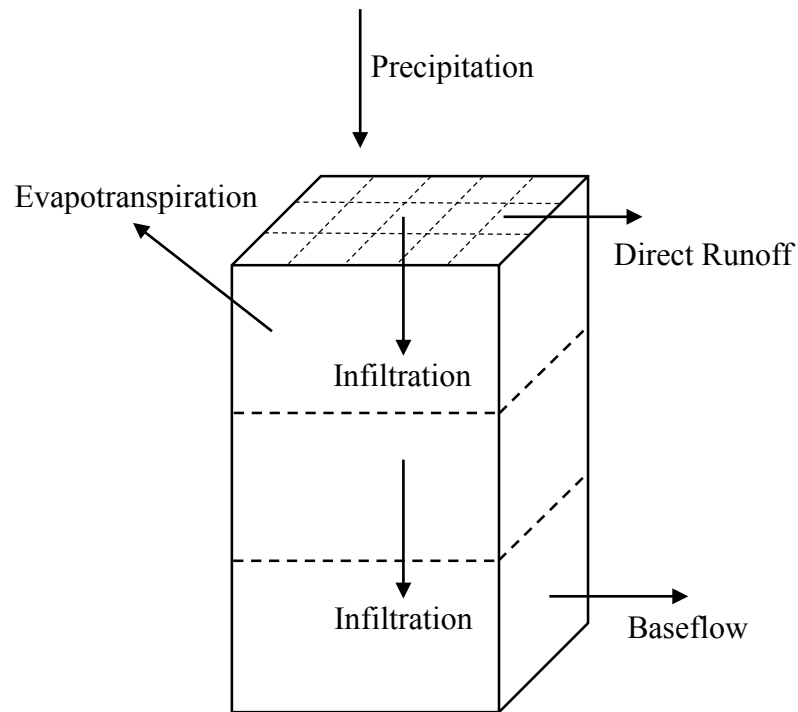 Precipitation
Evapotranspiration
Direct Runoff
Infiltration
Infiltration
Baseflow